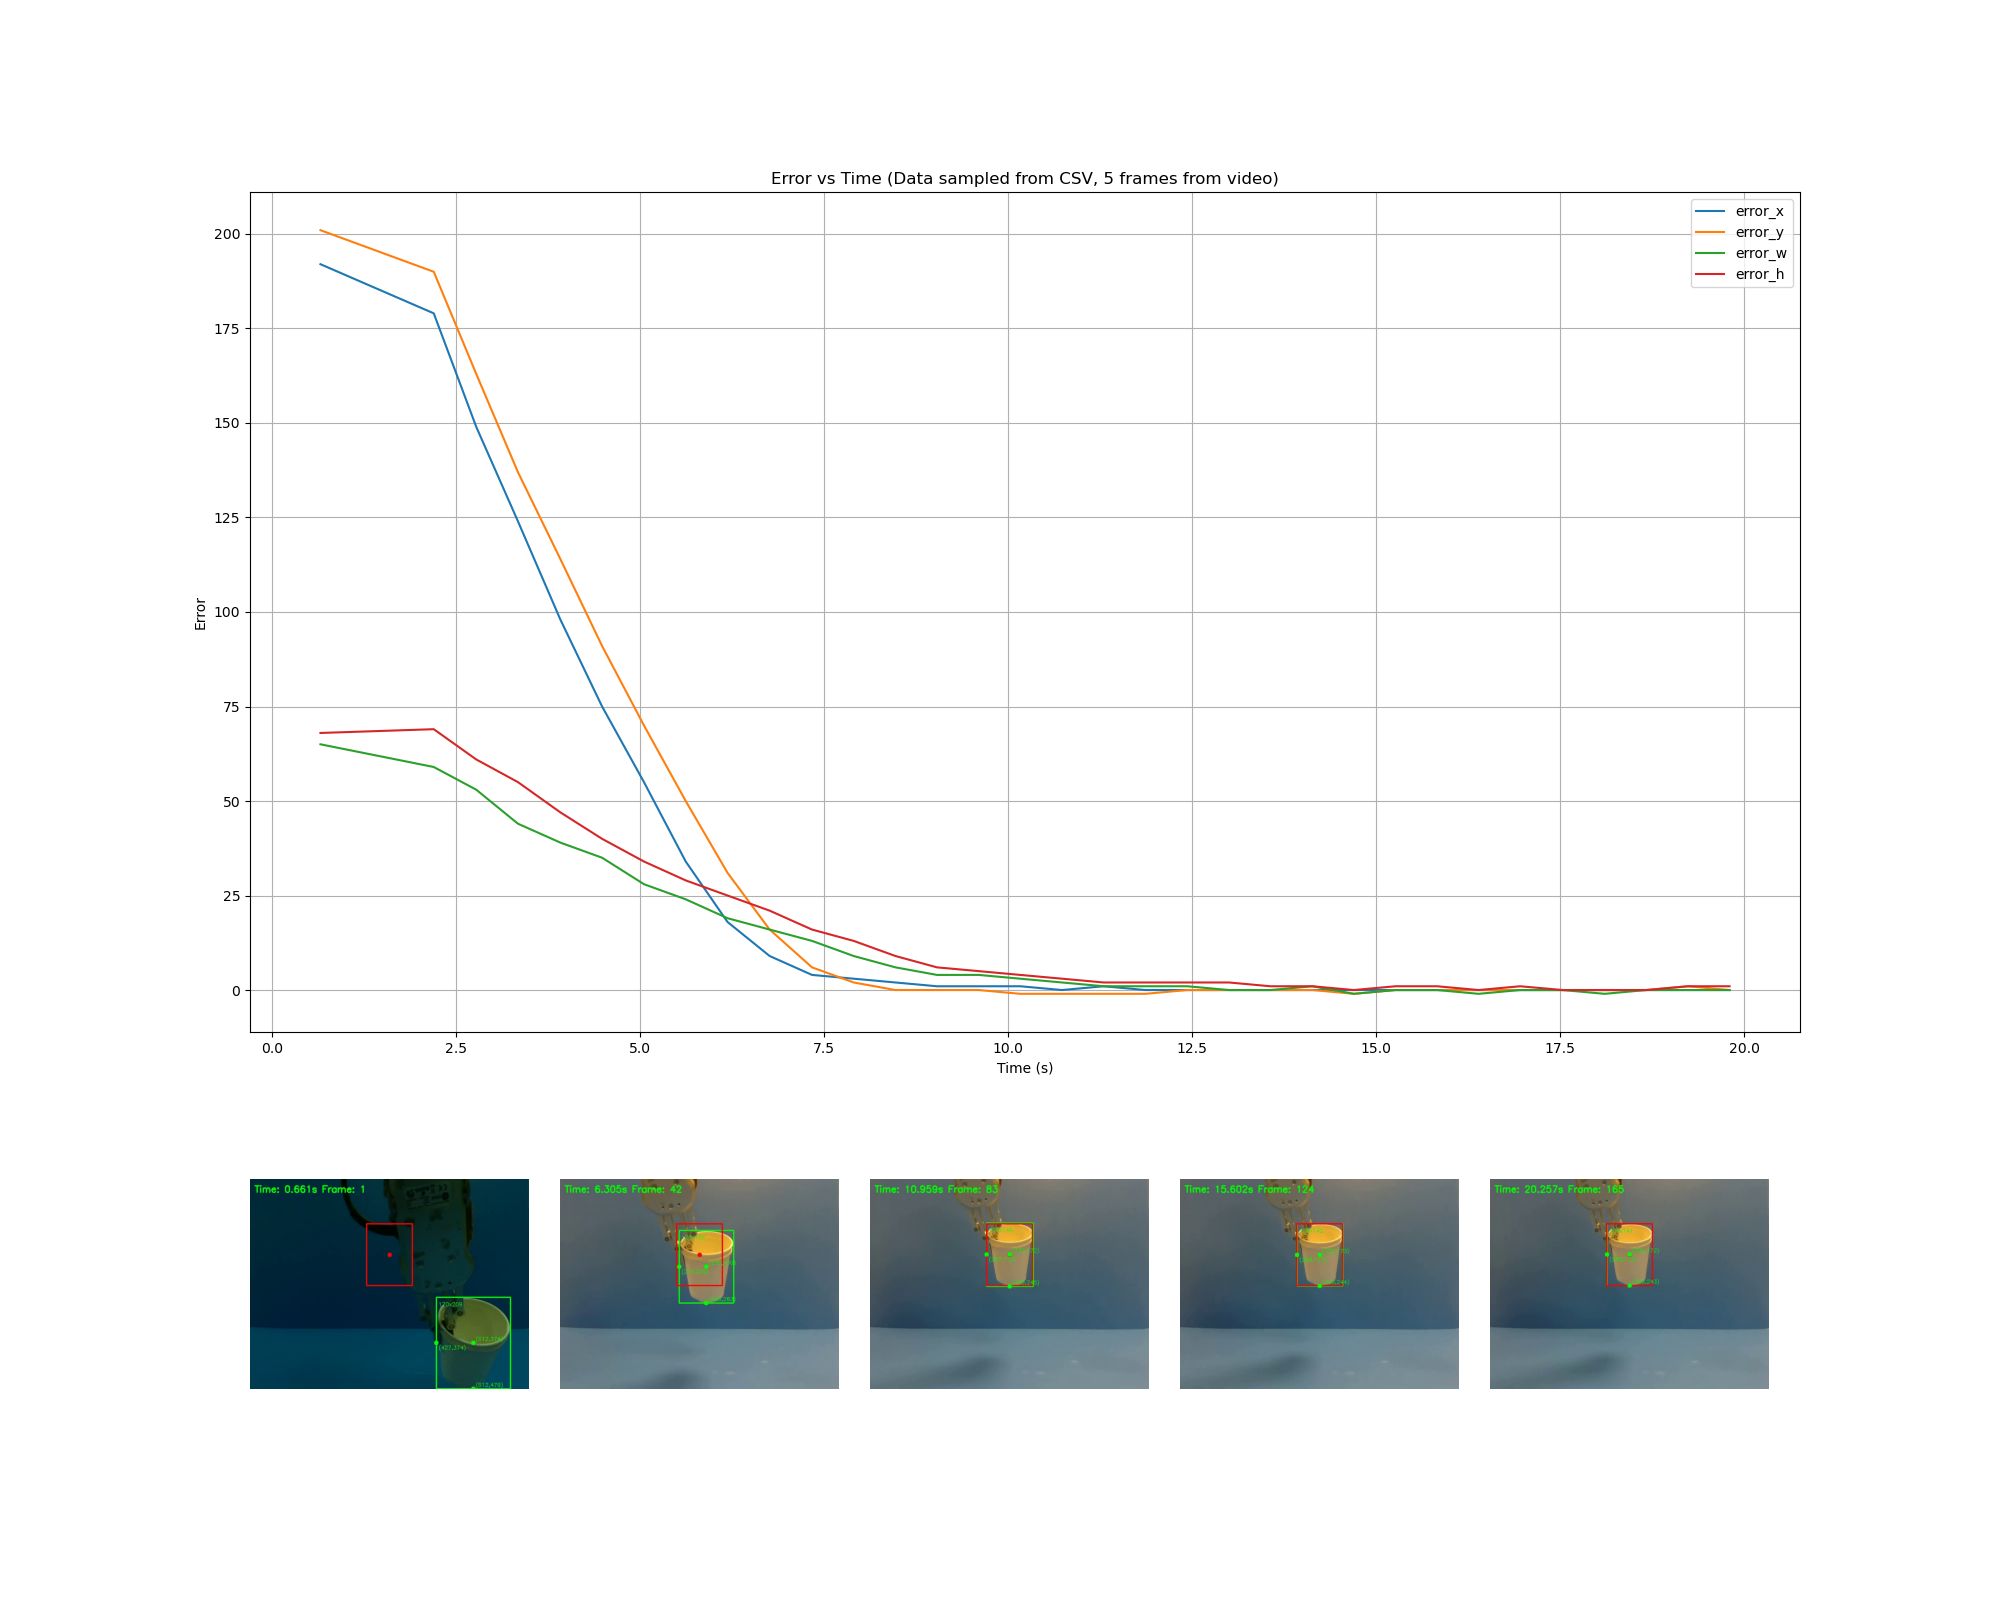 Error vs Time (Data sampled from CSV, 5 frames from video)
error_x
error_y
error_w
error_h
200
175
150
125
100
75
50
25
0
Error
0.0 2.5 5.0 7.5 10.0 12.5 15.0 17.5 20.0
Time (s)
Time: 0.661s Frame: 1
Time: 6.305s Frame: 42
Time: 10.959s Frame: 83
Time: 15.602s Frame: 124
Time: 20.257s Frame: 165
(427,374)
(512,479)